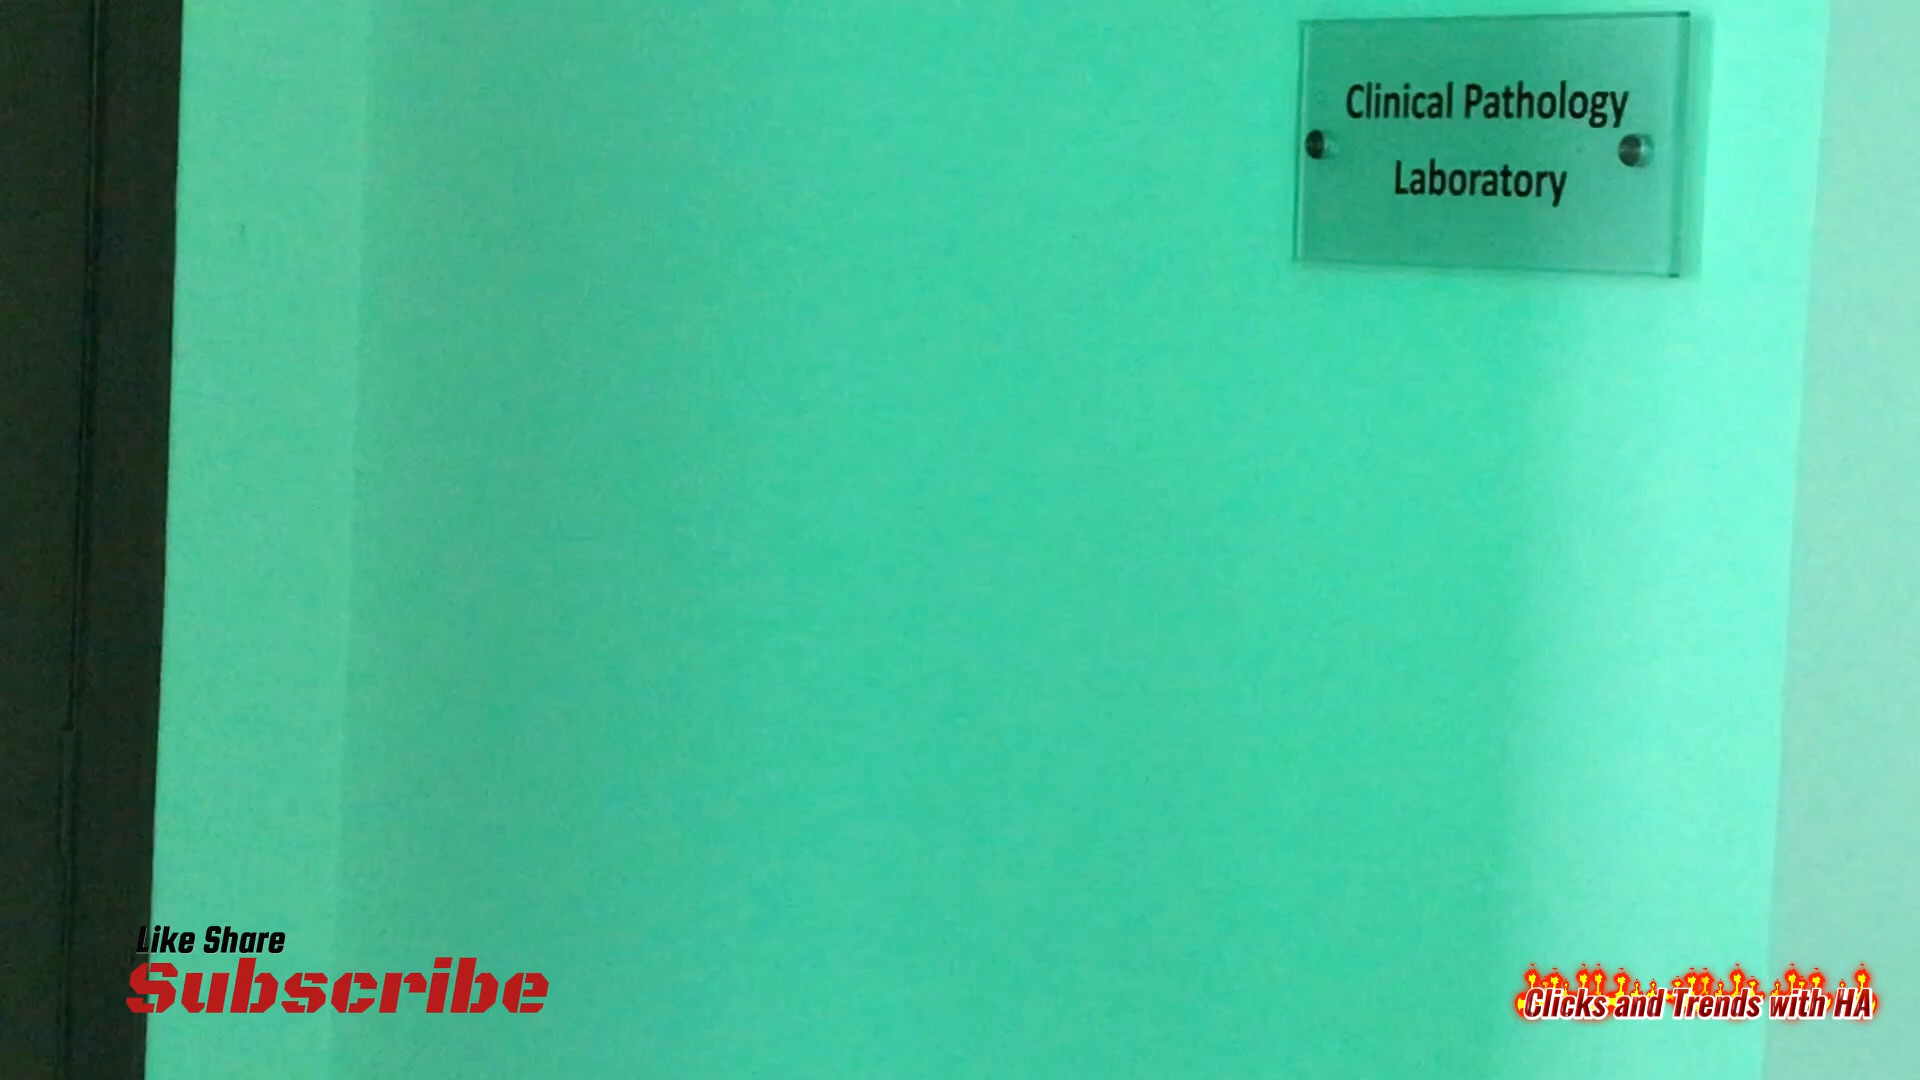 Clinical Pathology
Laboratory
Like Share
Subscribe
Clicks and Trends with HA